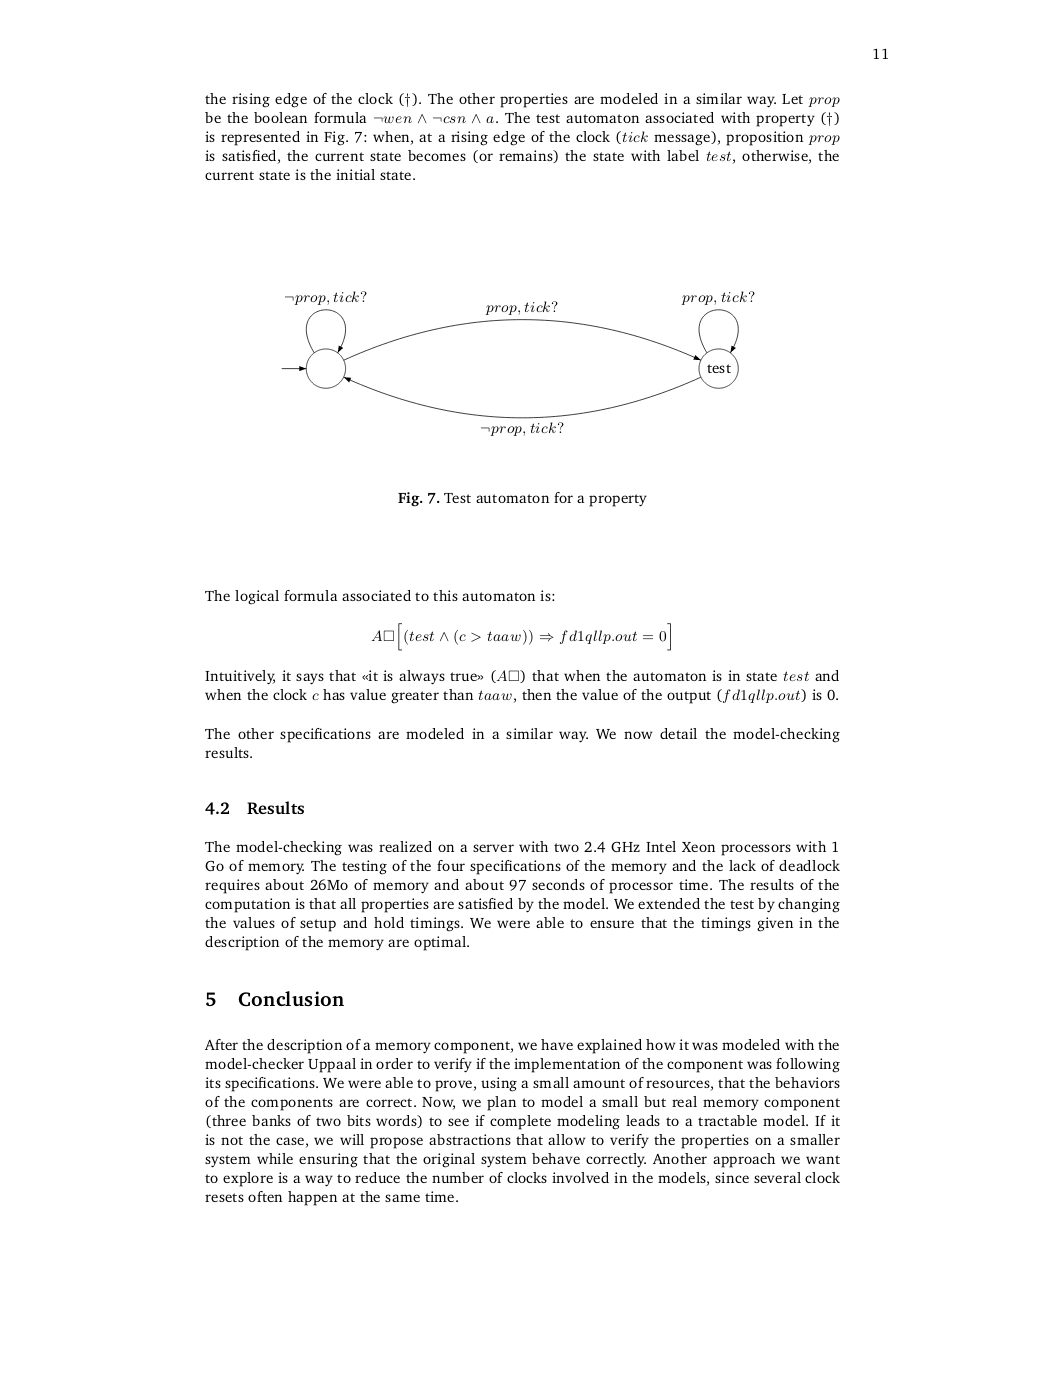 11
the rising edge of the clock (†). The other properties are modeled in a similar way. Let prop
be the boolean formula ¬wen ∧ ¬csn ∧ a. The test automaton associated with property (†)
is represented in Fig. 7: when, at a rising edge of the clock (tick message), proposition prop
is satisfied, the current state becomes (or remains) the state with label test, otherwise, the
current state is the initial state.
¬prop, tick?
prop, tick?
prop, tick?
test
¬prop, tick?
Fig. 7. Test automaton for a property
The logical formula associated to this automaton is:
A□[(test ∧ (c > taaw)) ⇒ fd1qllp.out = 0]
Intuitively, it says that «it is always true» (A□) that when the automaton is in state test and
when the clock c has value greater than taaw, then the value of the output (fd1qllp.out) is 0.
The other specifications are modeled in a similar way. We now detail the model-checking
results.
4.2 Results
The model-checking was realized on a server with two 2.4 GHz Intel Xeon processors with 1
Go of memory. The testing of the four specifications of the memory and the lack of deadlock
requires about 26Mo of memory and about 97 seconds of processor time. The results of the
computation is that all properties are satisfied by the model. We extended the test by changing
the values of setup and hold timings. We were able to ensure that the timings given in the
description of the memory are optimal.
5 Conclusion
After the description of a memory component, we have explained how it was modeled with the
model-checker Uppaal in order to verify if the implementation of the component was following
its specifications. We were able to prove, using a small amount of resources, that the behaviors
of the components are correct. Now, we plan to model a small but real memory component
(three banks of two bits words) to see if complete modeling leads to a tractable model. If it
is not the case, we will propose abstractions that allow to verify the properties on a smaller
system while ensuring that the original system behave correctly. Another approach we want
to explore is a way to reduce the number of clocks involved in the models, since several clock
resets often happen at the same time.